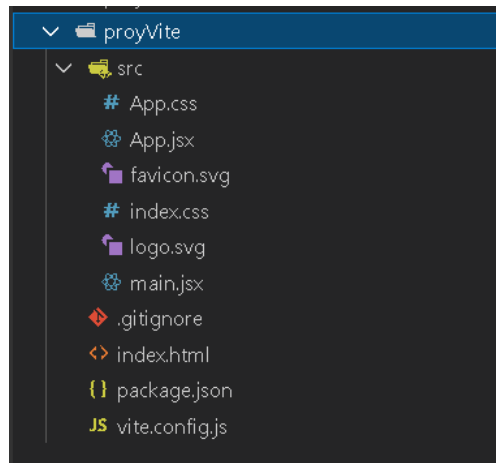 proyVite
src
# App.css
App.jsx
favicon.svg
# index.css
logo.svg
main.jsx
.gitignore
<> index.html
{} package.json
JS vite.config.js